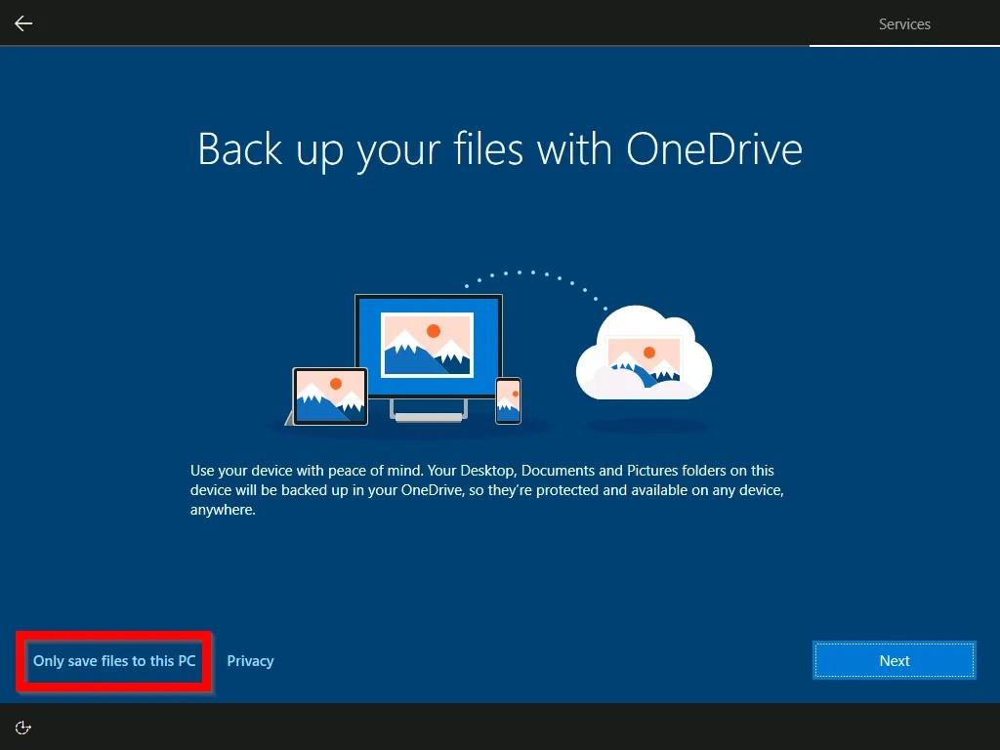 Services
Back up your files with OneDrive
Use your device with peace of mind. Your Desktop, Documents and Pictures folders on this
device will be backed up in your OneDrive, so they’re protected and available on any device,
anywhere.
Only save files to this PC
Privacy
Next